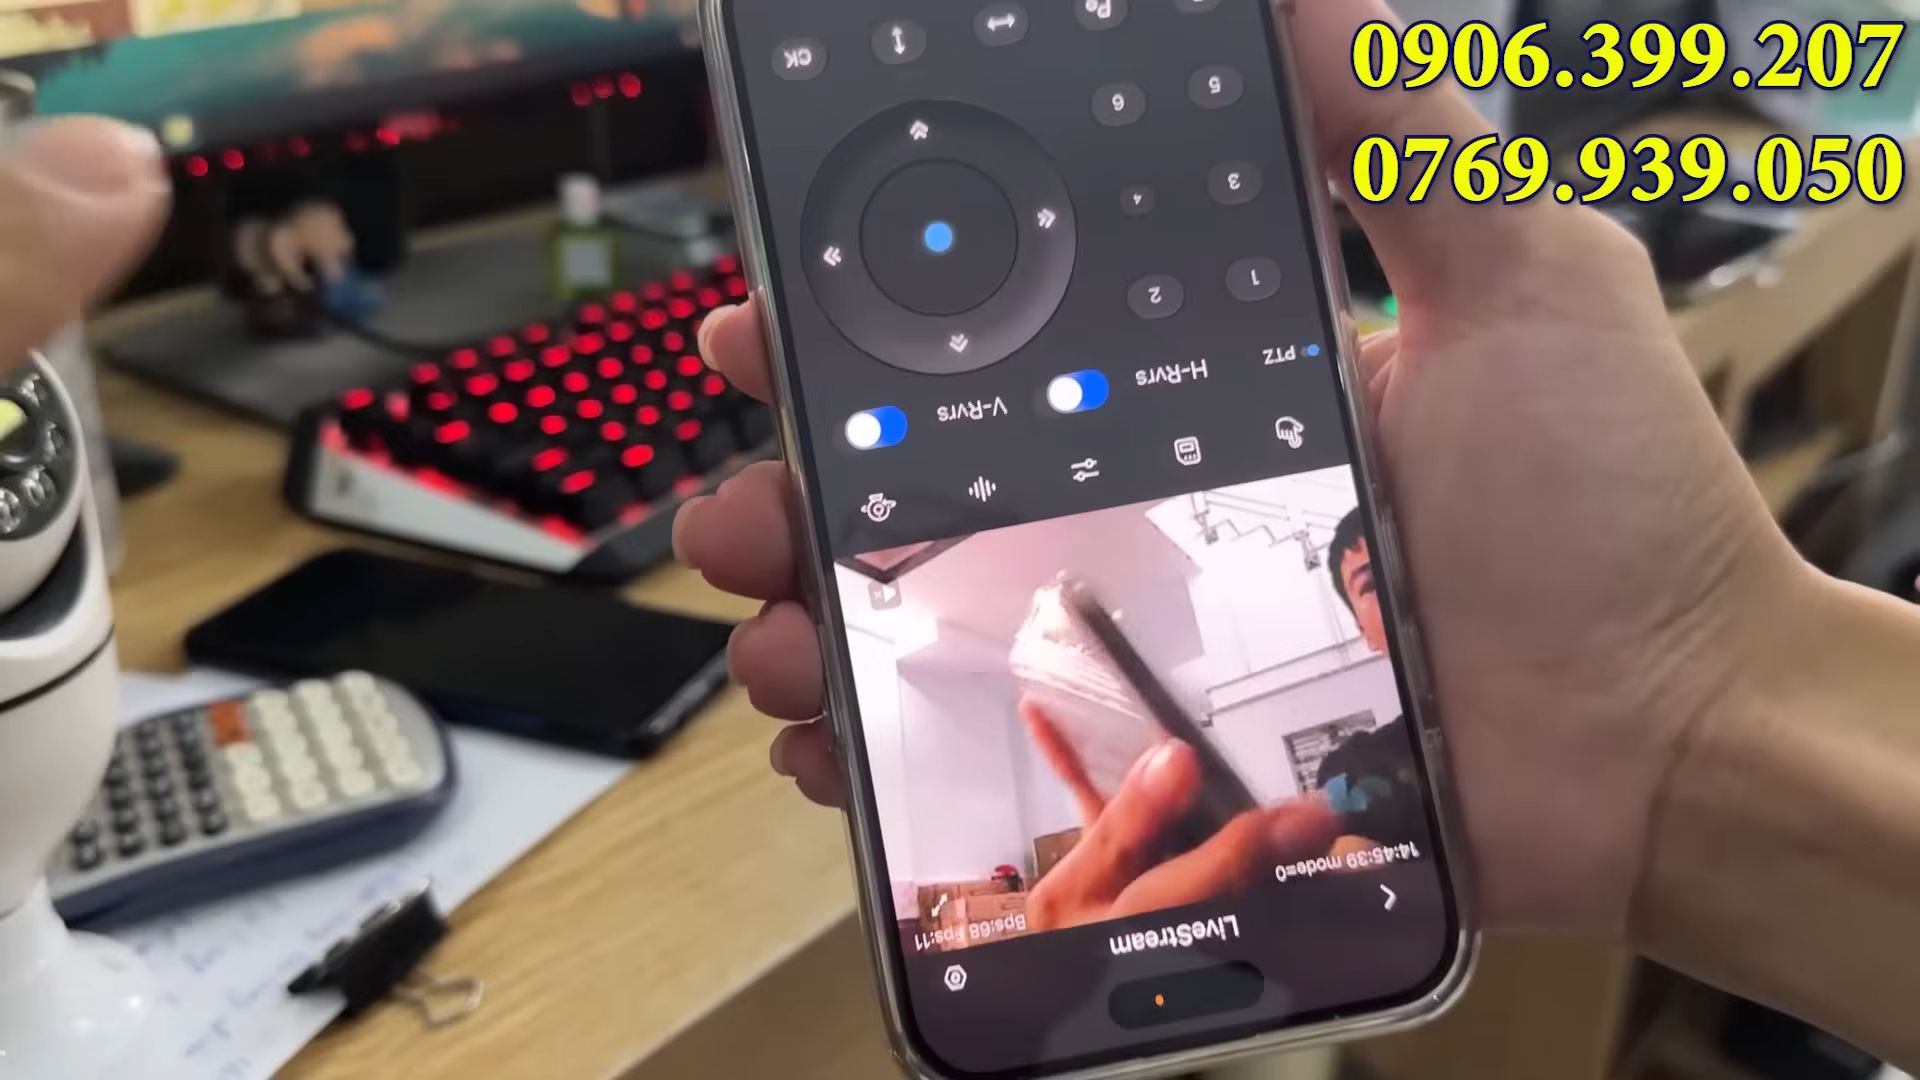 0906.399.207
0769.939.050
LiveStream
14:45:39 mode=0
Bps:68 Fps:11
PTZ
H-Rvrs
V-Rvrs
1
2
3
4
5
6